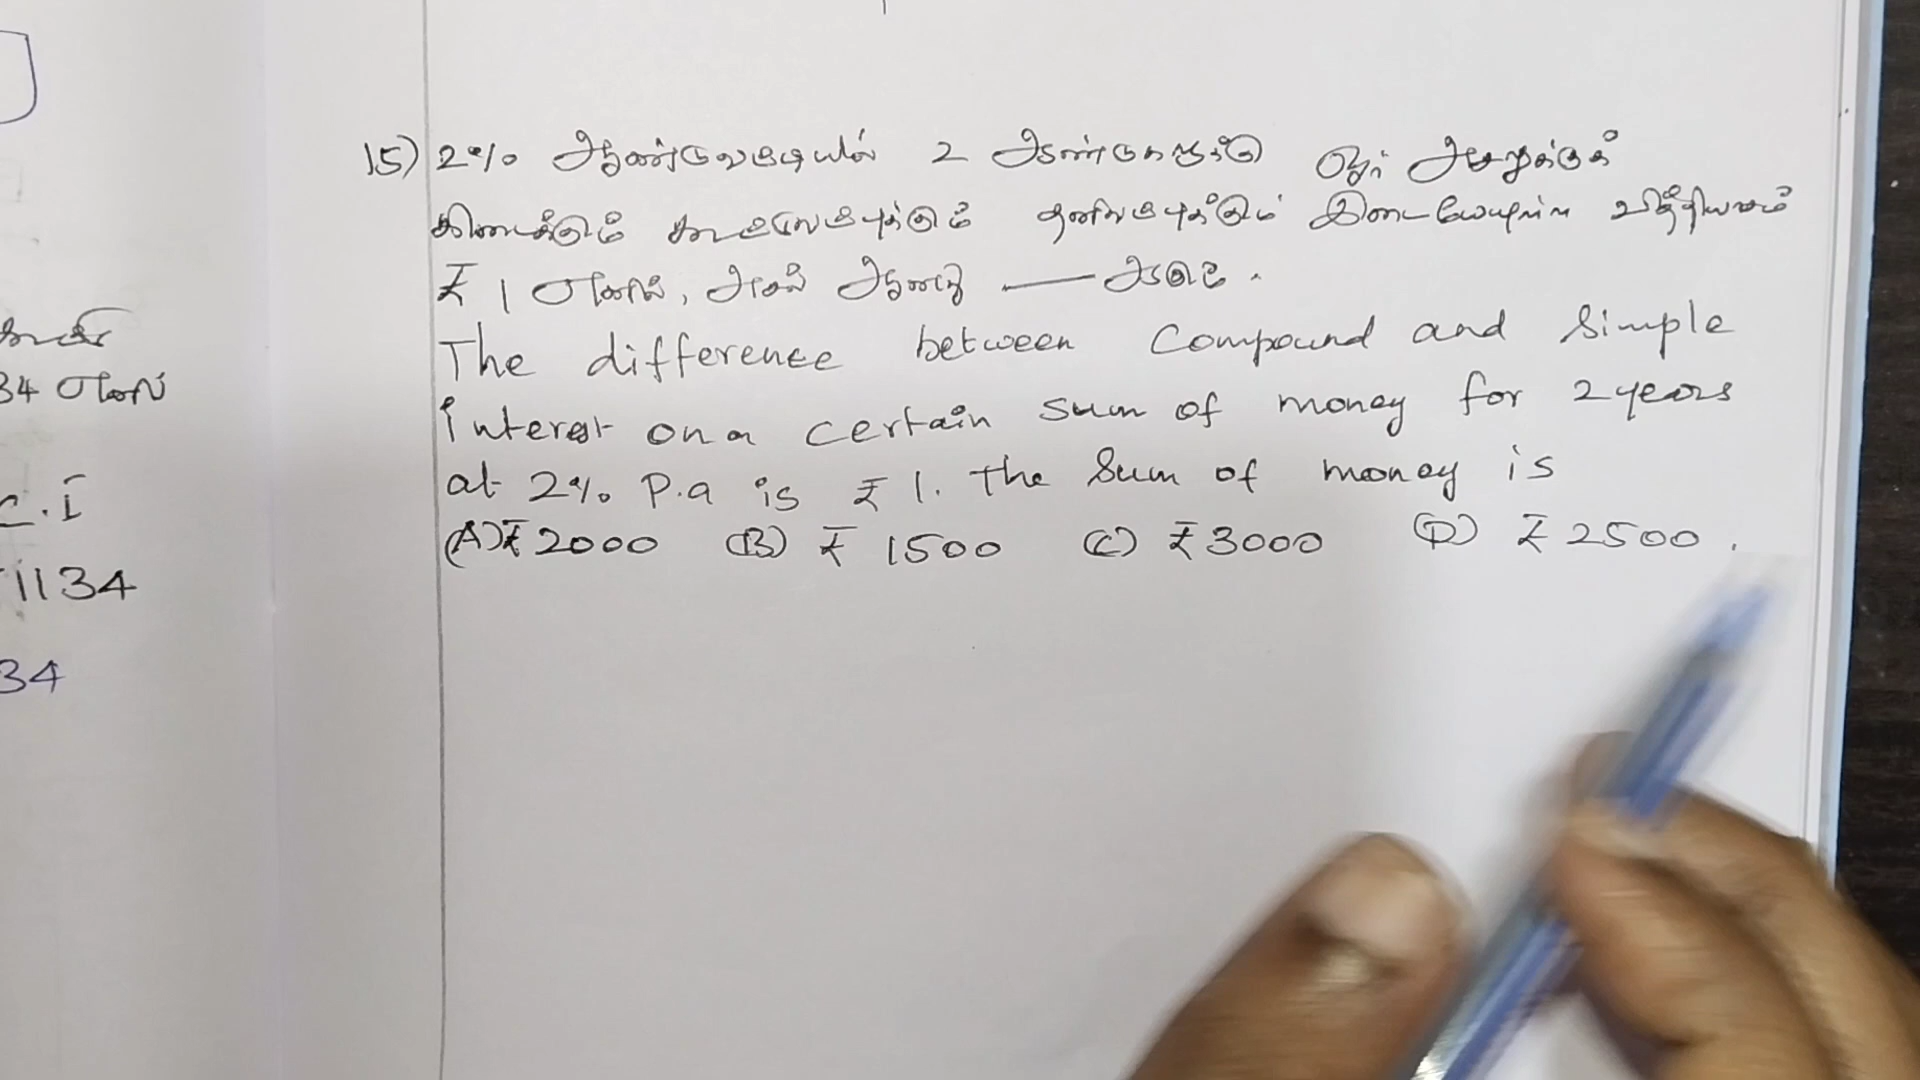 காசு
34 எனில்
C.I
1134
34
15) 2% ஆண்டுவட்டியில் 2 ஆண்டுகளுக்கு ஓர் அசலுக்குக்
கிடைக்கும் கூட்டுவட்டிக்கும் தனிவட்டிக்கும் இடையேயுள்ள வித்தியாசம்
₹ 1 எனில், அசல் ஆனது — ஆகும்.
The difference between Compound and Simple
interest on a certain sum of money for 2 years
at 2% P.a is ₹ 1. The Sum of money is
(A) ₹ 2000 (B) ₹ 1500 (C) ₹ 3000 (D) ₹ 2500.